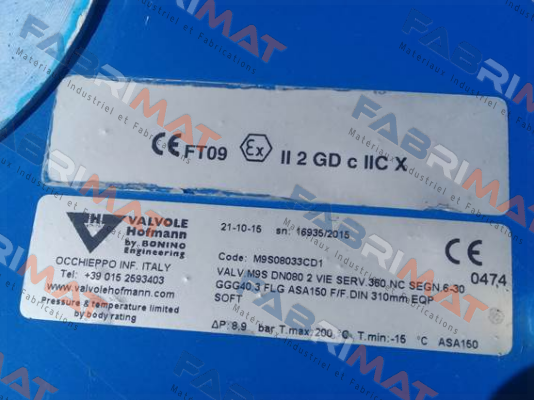 FABRIMAT
Materiaux Industriel et Fabrications
CE FT09 Ex II 2 GD c IIC X
H
VALVOLE
Hofmann
by BONINO
Engineering
OCCHIEPPO INF. ITALY
Tel: +39 015 2593403
www.valvolehofmann.com
Pressure & temperature limited
by body rating
21-10-15 sn: 16935/2015
CE
0474
Code: M9S08033CD1
VALV.M9S DN080 2 VIE SERV.360 NC SEGN.6-30
GGG40.3 FLG ASA150 F/F.DIN 310mm EQP
SOFT
ΔP: 8,9 bar T.max: 200 °C T.min:-15 °C ASA150